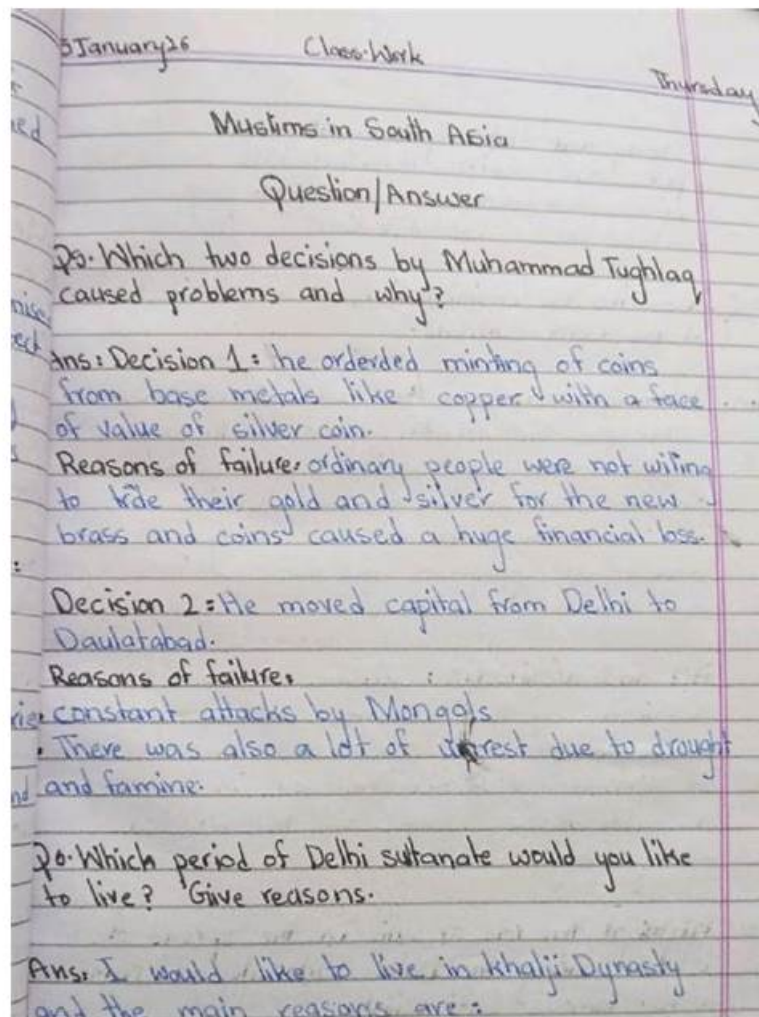 5 January 26 Class-Work Thursday
Muslims in South Asia
Question/Answer
Qo. Which two decisions by Muhammad Tughlaq
caused problems and why?
Ans: Decision 1: he orderded minting of coins
from base metals like copper with a face
of value of silver coin.
Reasons of failure: ordinary people were not wiling
to their gold and silver for the new
brass and coins caused a huge financial loss.
Decision 2: He moved capital from Delhi to
Daulatabad.
Reasons of failure:
constant attacks by Mongols
. There was also a lot of unrest due to drought
and famine.
Qo. Which period of Delhi sultanate would you like
to live? Give reasons.
Ans: I would like to live in khalji Dynasty
and the main reasons are: